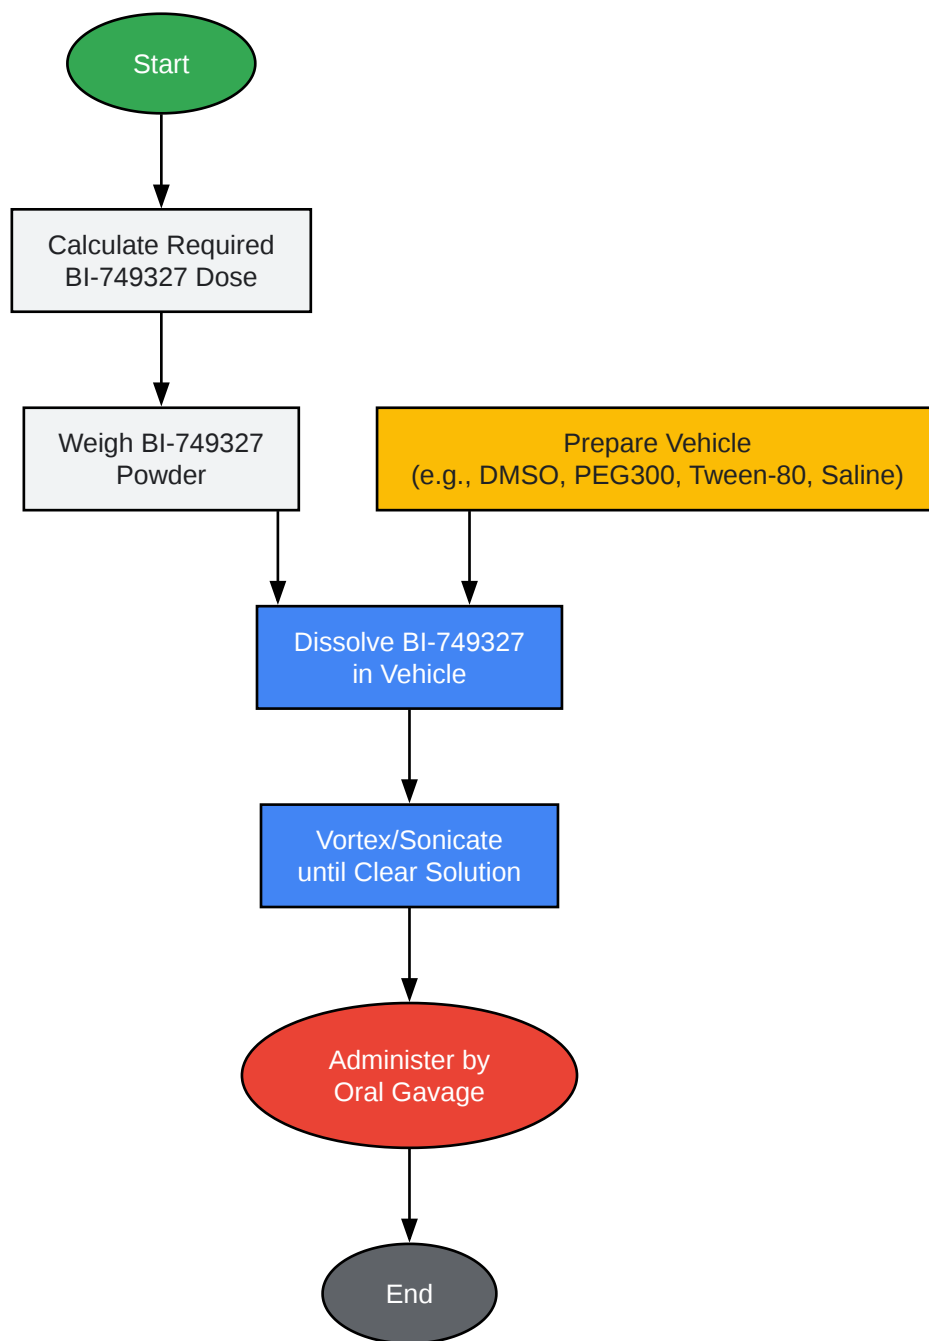 Start
Calculate Required
BI-749327 Dose
Weigh BI-749327
Powder
Prepare Vehicle
(e.g., DMSO, PEG300, Tween-80, Saline)
Dissolve BI-749327
in Vehicle
Vortex/Sonicate
until Clear Solution
Administer by
Oral Gavage
End